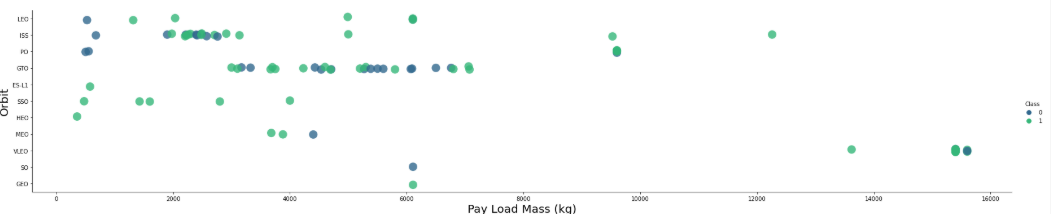 LEO
ISS
PO
GTO
ES-L1
SSO
HEO
MEO
VLEO
SO
GEO
Orbit
0 2000 4000 6000 8000 10000 12000 14000 16000
Pay Load Mass (kg)
Class
0
1